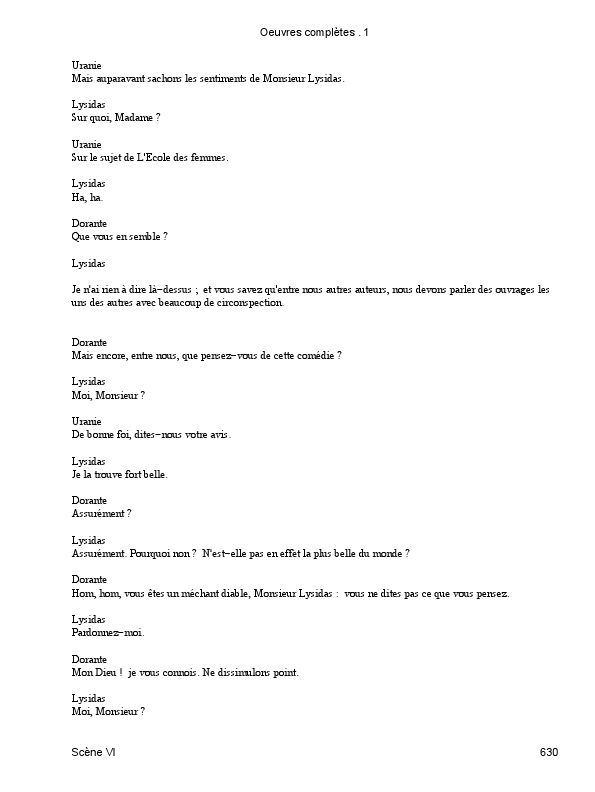 Oeuvres complètes . 1
Uranie
Mais auparavant sachons les sentiments de Monsieur Lysidas.
Lysidas
Sur quoi, Madame ?
Uranie
Sur le sujet de L'Ecole des femmes.
Lysidas
Ha, ha.
Dorante
Que vous en semble ?
Lysidas
Je n'ai rien à dire là−dessus ; et vous savez qu'entre nous autres auteurs, nous devons parler des ouvrages les
uns des autres avec beaucoup de circonspection.
Dorante
Mais encore, entre nous, que pensez−vous de cette comédie ?
Lysidas
Moi, Monsieur ?
Uranie
De bonne foi, dites−nous votre avis.
Lysidas
Je la trouve fort belle.
Dorante
Assurément ?
Lysidas
Assurément. Pourquoi non ? N'est−elle pas en effet la plus belle du monde ?
Dorante
Hom, hom, vous êtes un méchant diable, Monsieur Lysidas : vous ne dites pas ce que vous pensez.
Lysidas
Pardonnez−moi.
Dorante
Mon Dieu ! je vous connois. Ne dissimulons point.
Lysidas
Moi, Monsieur ?
Scène VI 630